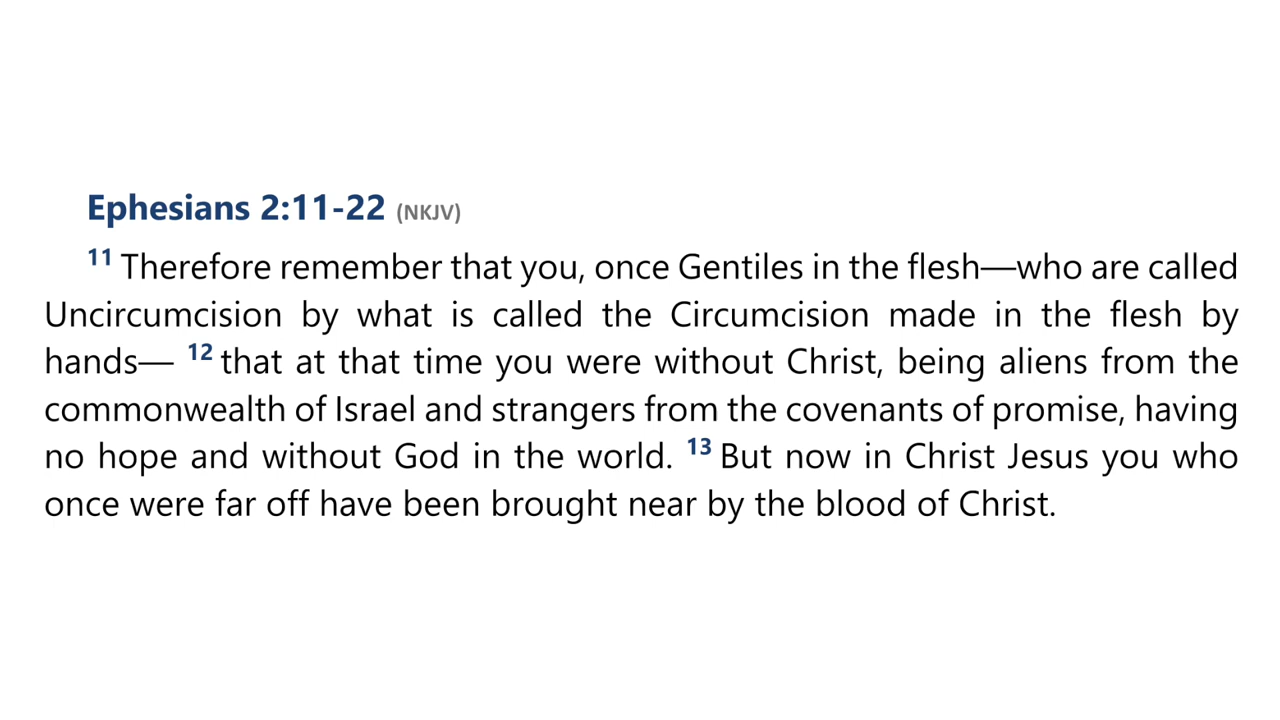 Ephesians 2:11-22 (NKJV)
11 Therefore remember that you, once Gentiles in the flesh—who are called
Uncircumcision by what is called the Circumcision made in the flesh by
hands— 12 that at that time you were without Christ, being aliens from the
commonwealth of Israel and strangers from the covenants of promise, having
no hope and without God in the world. 13 But now in Christ Jesus you who
once were far off have been brought near by the blood of Christ.